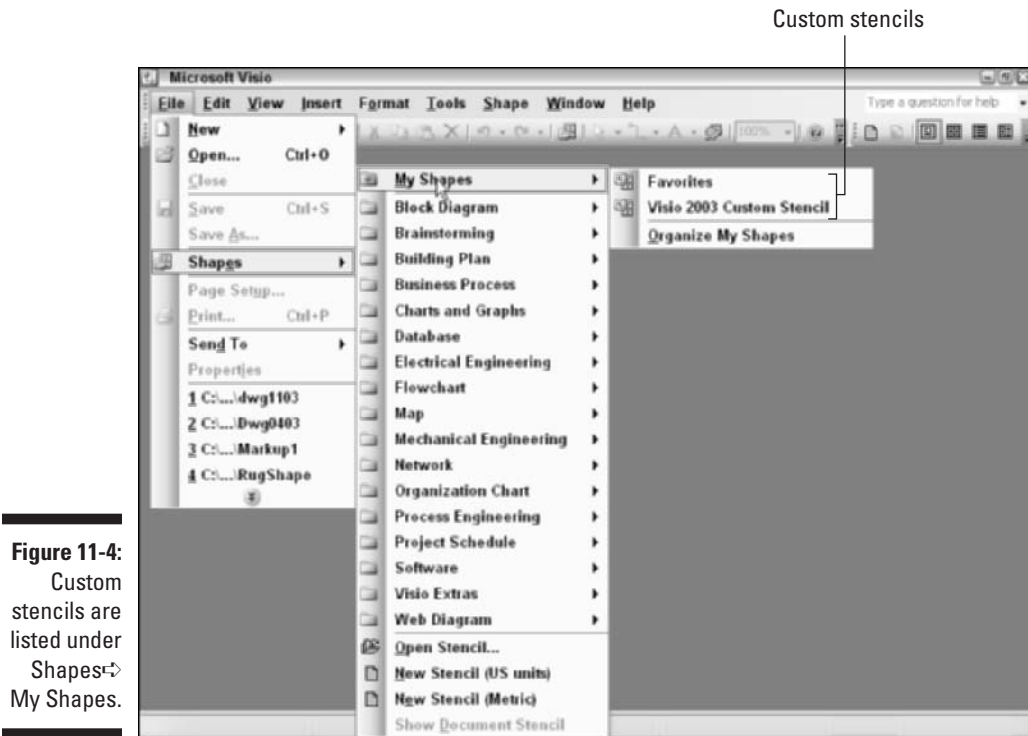 Custom stencils
Microsoft Visio
File Edit View Insert Format Tools Shape Window Help
Type a question for help
100%
New
Open... Ctrl+O
Close
Save Ctrl+S
Save As...
Shapes
Page Setup...
Print... Ctrl+P
Send To
Properties
1 C:\...\dwg1103
2 C:\...\Dwg0403
3 C:\...\Markup1
4 C:\...\RugShape
My Shapes
Block Diagram
Brainstorming
Building Plan
Business Process
Charts and Graphs
Database
Electrical Engineering
Flowchart
Map
Mechanical Engineering
Network
Organization Chart
Process Engineering
Project Schedule
Software
Visio Extras
Web Diagram
Open Stencil...
New Stencil (US units)
New Stencil (Metric)
Show Document Stencil
Favorites
Visio 2003 Custom Stencil
Organize My Shapes
Figure 11-4:
Custom
stencils are
listed under
Shapes➪
My Shapes.